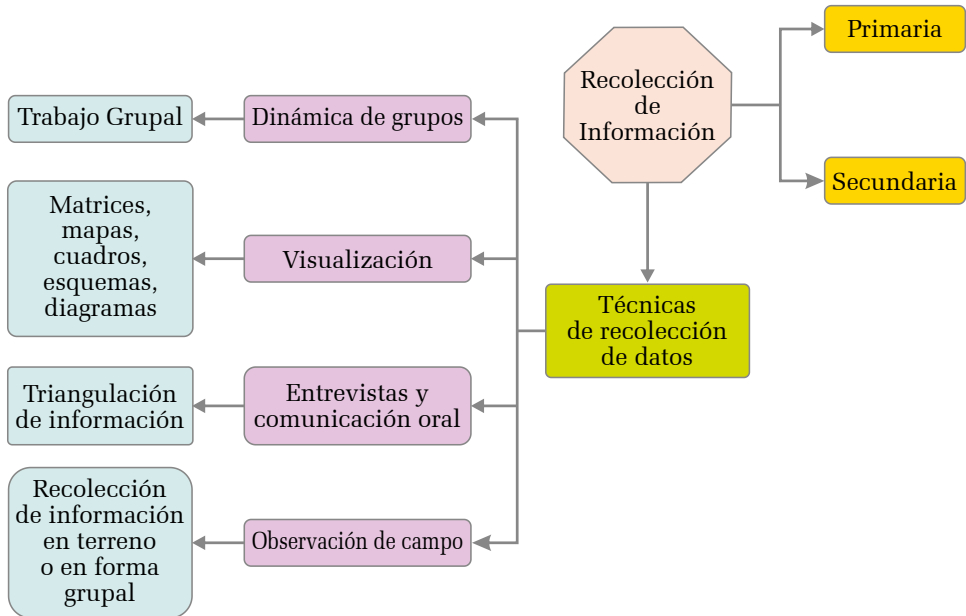 Recolección
de
Información
Primaria
Secundaria
Técnicas
de recolección
de datos
Dinámica de grupos
Trabajo Grupal
Visualización
Matrices,
mapas,
cuadros,
esquemas,
diagramas
Entrevistas y
comunicación oral
Triangulación
de información
Observación de campo
Recolección
de información
en terreno
o en forma
grupal